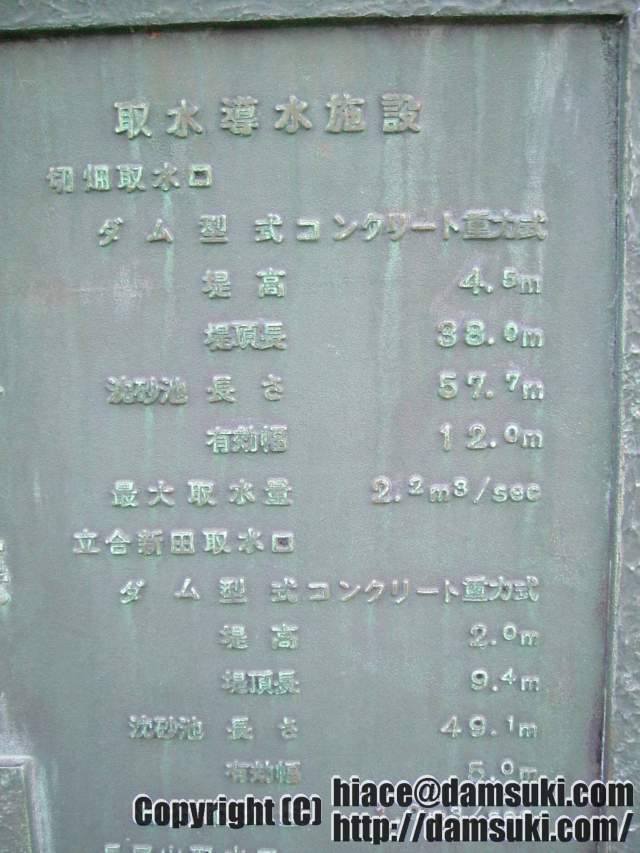 取水導水施設
切畑取水口
ダム型式 コンクリート重力式
堤高 4.5m
堤頂長 38.0m
沈砂池 長さ 57.7m
有効幅 12.0m
最大取水量 2.2m3/sec
立合新田取水口
ダム型式 コンクリート重力式
堤高 2.0m
堤頂長 9.4m
沈砂池 長さ 49.1m
有効幅 5.0m
Copyright (C) hiace@damsuki.com
http://damsuki.com/